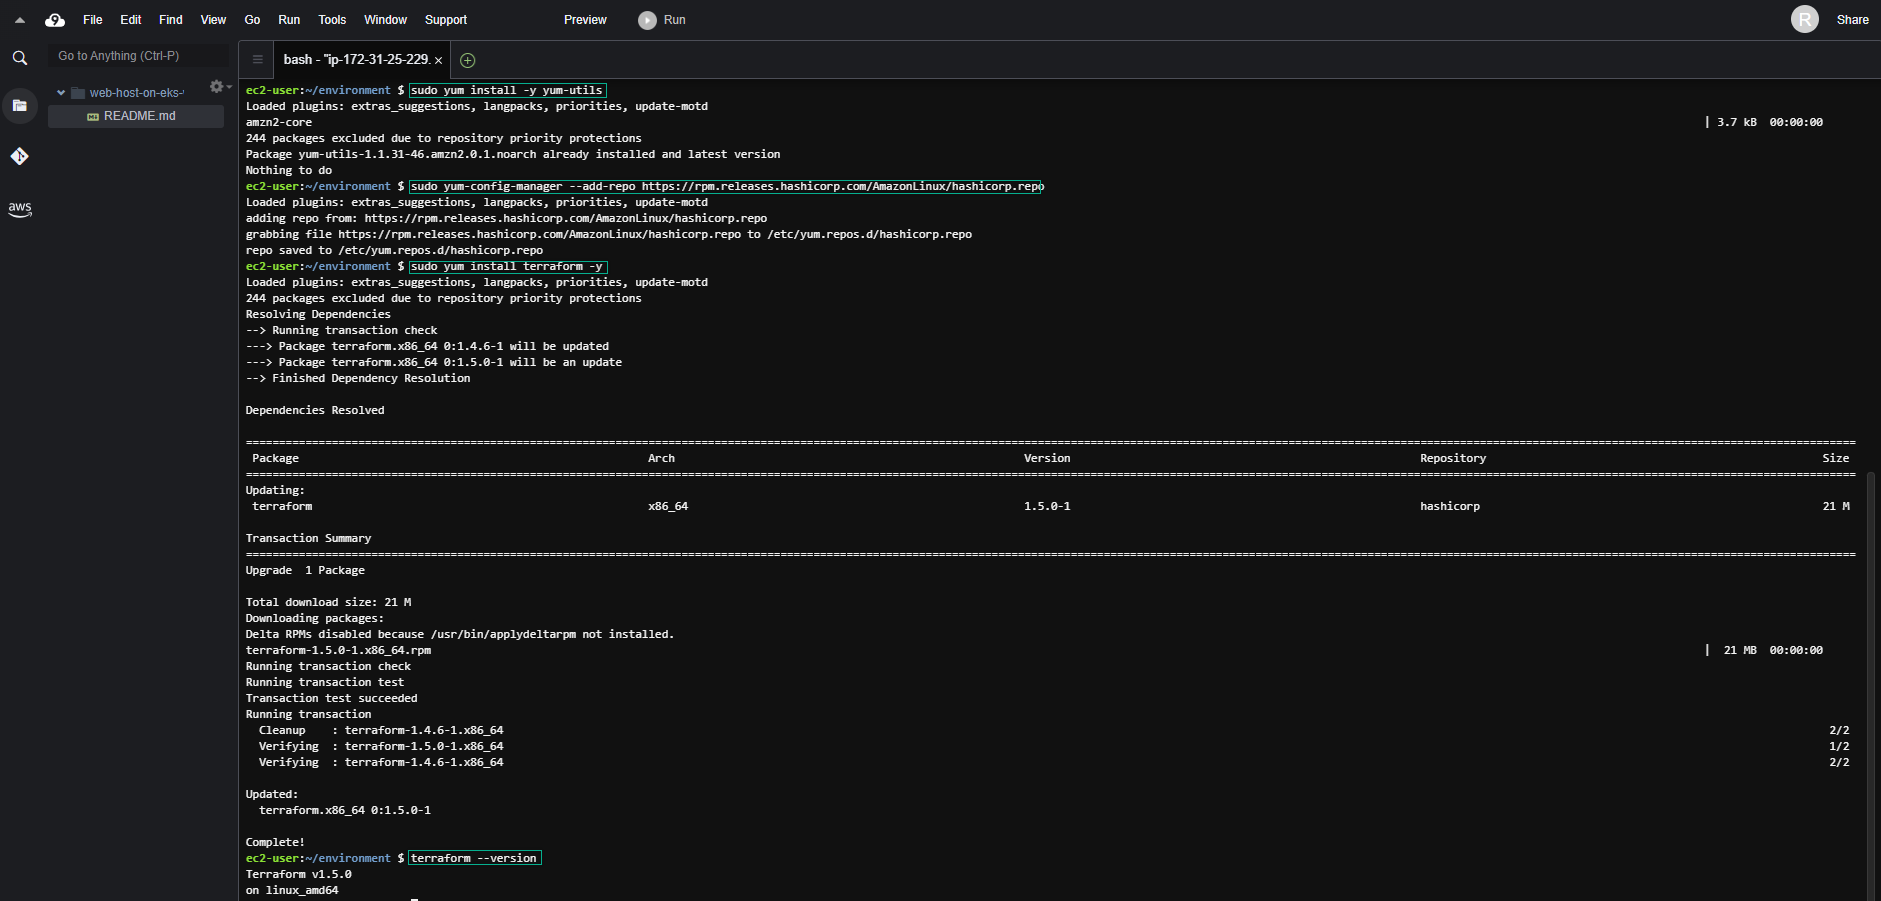 File Edit Find View Go Run Tools Window Support Preview Run R Share
Go to Anything (Ctrl-P)
bash - "ip-172-31-25-229. ×
web-host-on-eks-
README.md
aws
ec2-user:~/environment $ sudo yum install -y yum-utils
Loaded plugins: extras_suggestions, langpacks, priorities, update-motd
amzn2-core | 3.7 kB 00:00:00
244 packages excluded due to repository priority protections
Package yum-utils-1.1.31-46.amzn2.0.1.noarch already installed and latest version
Nothing to do
ec2-user:~/environment $ sudo yum-config-manager --add-repo https://rpm.releases.hashicorp.com/AmazonLinux/hashicorp.repo
Loaded plugins: extras_suggestions, langpacks, priorities, update-motd
adding repo from: https://rpm.releases.hashicorp.com/AmazonLinux/hashicorp.repo
grabbing file https://rpm.releases.hashicorp.com/AmazonLinux/hashicorp.repo to /etc/yum.repos.d/hashicorp.repo
repo saved to /etc/yum.repos.d/hashicorp.repo
ec2-user:~/environment $ sudo yum install terraform -y
Loaded plugins: extras_suggestions, langpacks, priorities, update-motd
244 packages excluded due to repository priority protections
Resolving Dependencies
--> Running transaction check
---> Package terraform.x86_64 0:1.4.6-1 will be updated
---> Package terraform.x86_64 0:1.5.0-1 will be an update
--> Finished Dependency Resolution
Dependencies Resolved
Package Arch Version Repository Size
Updating:
terraform x86_64 1.5.0-1 hashicorp 21 M
Transaction Summary
Upgrade 1 Package
Total download size: 21 M
Downloading packages:
Delta RPMs disabled because /usr/bin/applydeltarpm not installed.
terraform-1.5.0-1.x86_64.rpm | 21 MB 00:00:00
Running transaction check
Running transaction test
Transaction test succeeded
Running transaction
Cleanup : terraform-1.4.6-1.x86_64 2/2
Verifying : terraform-1.5.0-1.x86_64 1/2
Verifying : terraform-1.4.6-1.x86_64 2/2
Updated:
terraform.x86_64 0:1.5.0-1
Complete!
ec2-user:~/environment $ terraform --version
Terraform v1.5.0
on linux_amd64